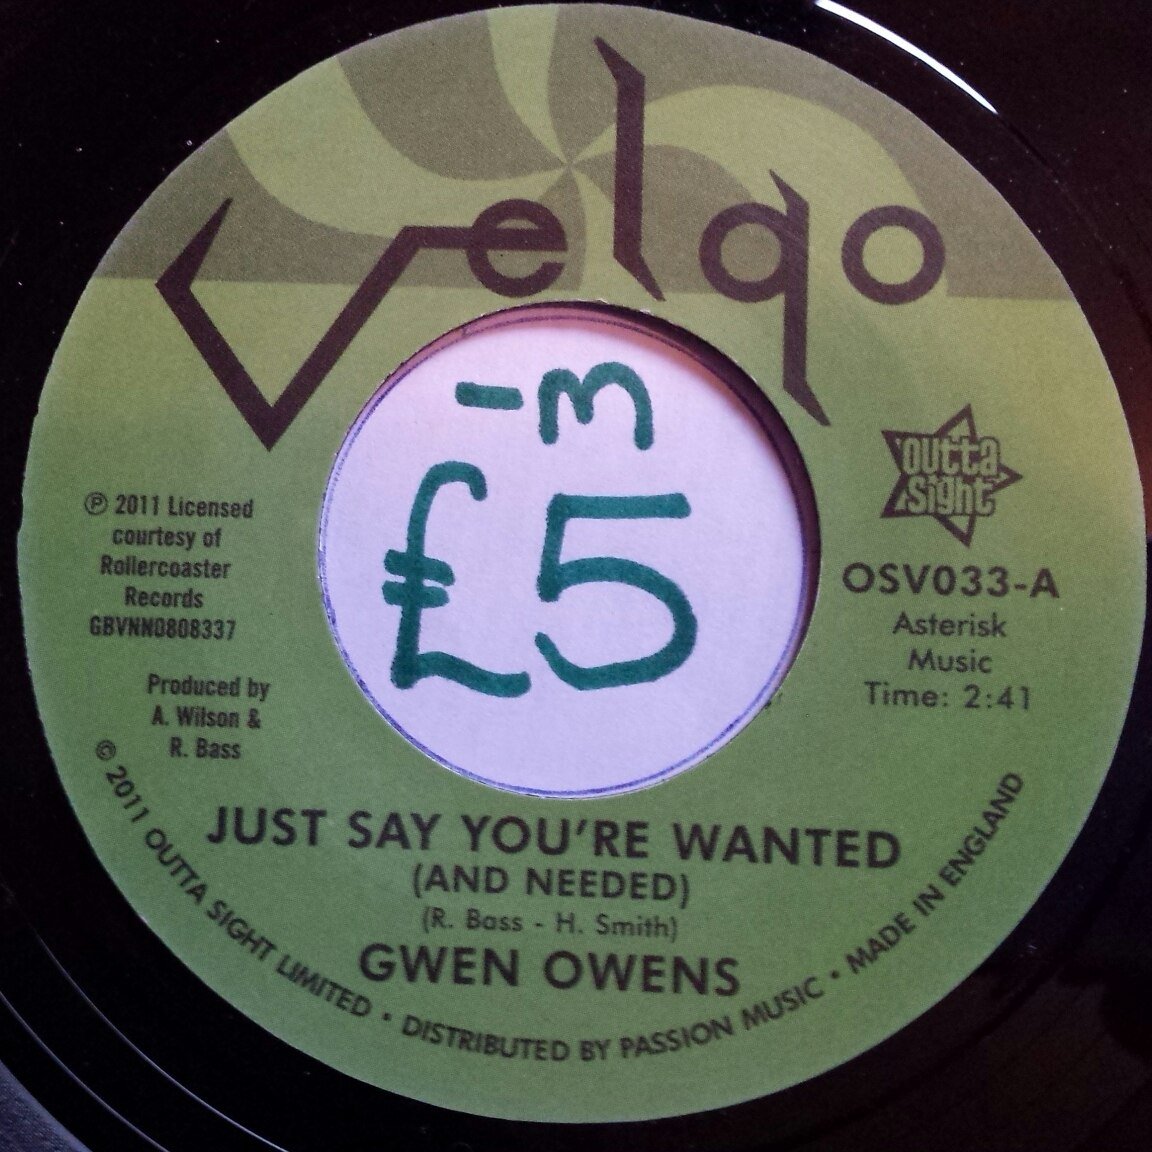 Velgo
-M
£5
℗ 2011 Licensed
courtesy of
Rollercoaster
Records
GBVNN0808337
Produced by
A. Wilson &
R. Bass
outta
sight
OSV033-A
Asterisk
Music
Time: 2:41
JUST SAY YOU'RE WANTED
(AND NEEDED)
(R. Bass - H. Smith)
GWEN OWENS
© 2011 OUTTA SIGHT LIMITED • DISTRIBUTED BY PASSION MUSIC • MADE IN ENGLAND